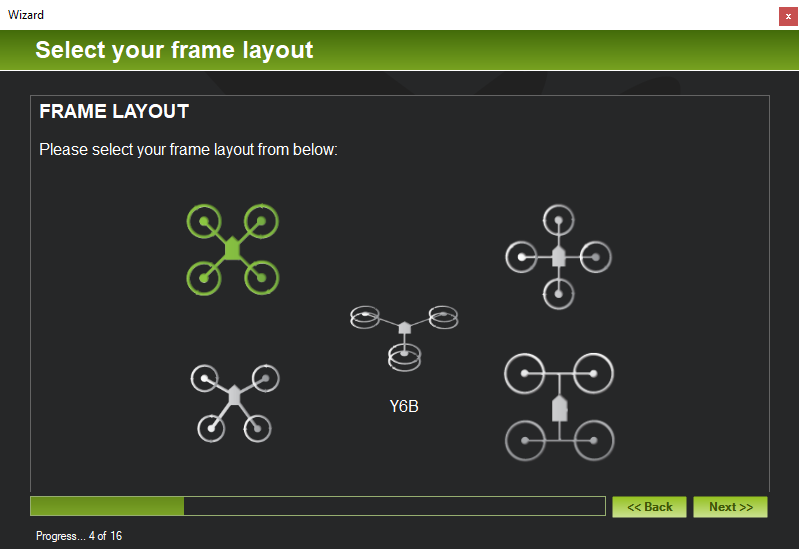 Wizard
x
Select your frame layout
FRAME LAYOUT
Please select your frame layout from below:
Y6B
<< Back
Next >>
Progress... 4 of 16